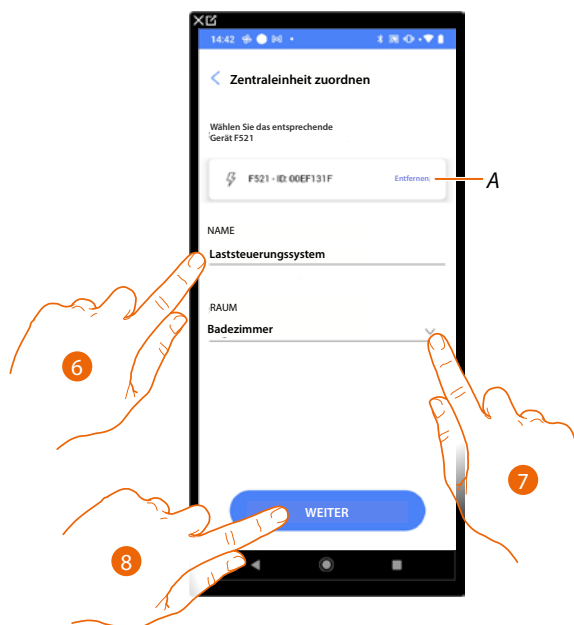 14:42
Zentraleinheit zuordnen
Wählen Sie das entsprechende
Gerät F521
F521 - ID: 00EF131F
Entfernen
A
NAME
Laststeuerungssystem
RAUM
Badezimmer
6
7
WEITER
8